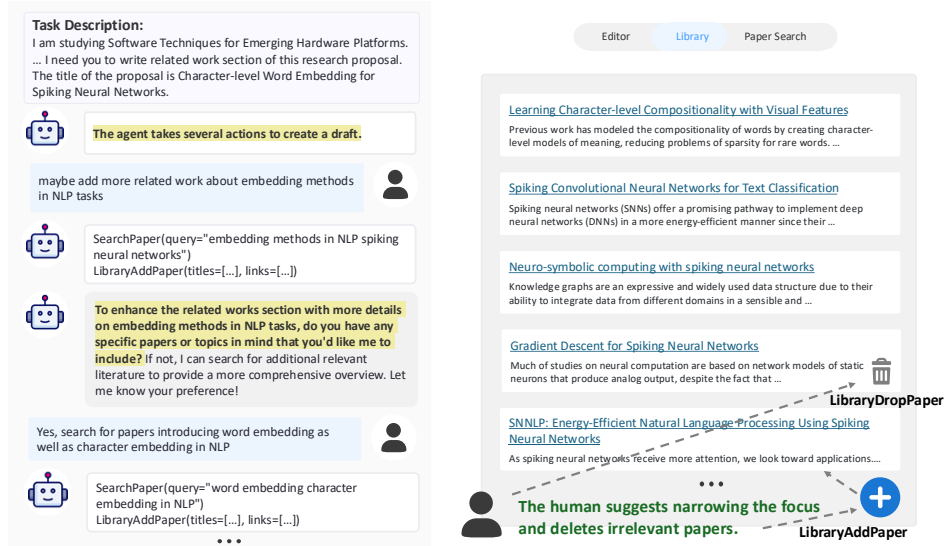 Task Description:
I am studying Software Techniques for Emerging Hardware Platforms.
... I need you to write related work section of this research proposal.
The title of the proposal is Character-level Word Embedding for
Spiking Neural Networks.
The agent takes several actions to create a draft.
maybe add more related work about embedding methods
in NLP tasks
SearchPaper(query="embedding methods in NLP spiking
neural networks")
LibraryAddPaper(titles=[...], links=[...])
To enhance the related works section with more details
on embedding methods in NLP tasks, do you have any
specific papers or topics in mind that you'd like me to
include? If not, I can search for additional relevant
literature to provide a more comprehensive overview. Let
me know your preference!
Yes, search for papers introducing word embedding as
well as character embedding in NLP
SearchPaper(query="word embedding character
embedding in NLP")
LibraryAddPaper(titles=[...], links=[...])
...
Editor Library Paper Search
Learning Character-level Compositionality with Visual Features
Previous work has modeled the compositionality of words by creating character-
level models of meaning, reducing problems of sparsity for rare words. ...
Spiking Convolutional Neural Networks for Text Classification
Spiking neural networks (SNNs) offer a promising pathway to implement deep
neural networks (DNNs) in a more energy-efficient manner since their ...
Neuro-symbolic computing with spiking neural networks
Knowledge graphs are an expressive and widely used data structure due to their
ability to integrate data from different domains in a sensible and ...
Gradient Descent for Spiking Neural Networks
Much of studies on neural computation are based on network models of static
neurons that produce analog output, despite the fact that ...
LibraryDropPaper
SNNLP: Energy-Efficient Natural Language Processing Using Spiking
Neural Networks
As spiking neural networks receive more attention, we look toward applications....
...
The human suggests narrowing the focus
and deletes irrelevant papers.
LibraryAddPaper